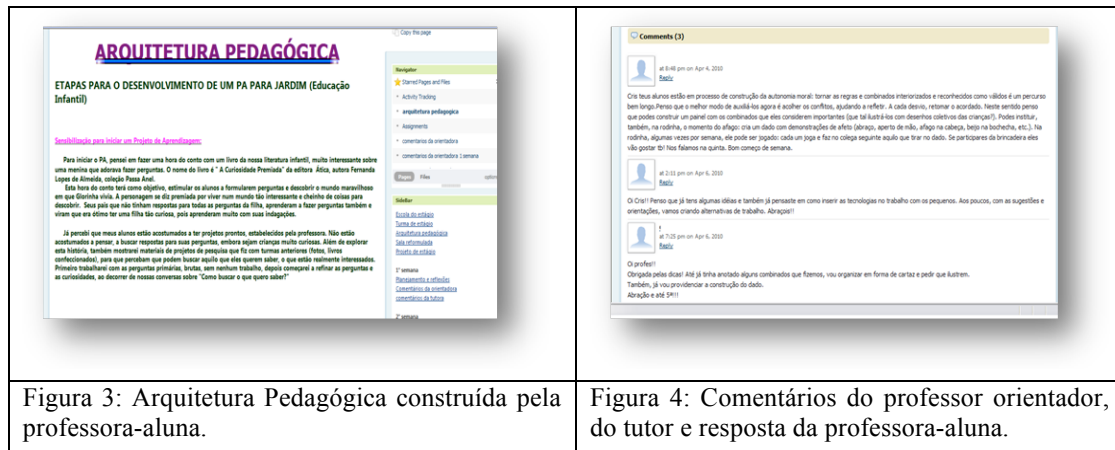 Copy this page
ARQUITETURA PEDAGÓGICA
ETAPAS PARA O DESENVOLVIMENTO DE UM PA PARA JARDIM (Educação
Infantil)
Sensibilização para iniciar um Projeto de Aprendizagem:
Para iniciar o PA, pensei em fazer uma hora do conto com um livro da nossa literatura infantil, muito interessante sobre
uma menina que adorava fazer perguntas. O nome do livro é " A Curiosidade Premiada" da editora Ática, autora Fernanda
Lopes de Almeida, coleção Passa Anel.
Esta hora do conto terá como objetivo, estimular os alunos a formularem perguntas e descobrir o mundo maravilhoso
em que Glorinha vivia. A personagem se diz premiada por viver num mundo tão interessante e cheinho de coisas para
descobrir. Seus pais que não tinham respostas para todas as perguntas da filha, aprenderam a fazer perguntas também e
viram que era ótimo ter uma filha tão curiosa, pois aprenderam muito com suas indagações.
Já percebi que meus alunos estão acostumados a ter projetos prontos, estabelecidos pela professora. Não estão
acostumados a pensar, a buscar respostas para suas perguntas, embora sejam crianças muito curiosas. Além de explorar
esta história, também mostrarei materiais de projetos de pesquisa que fiz com turmas anteriores (fotos, livros
confeccionados), para que percebam que podem buscar aquilo que eles querem saber, o que estão realmente interessados.
Primeiro trabalharei com as perguntas primárias, brutas, sem nenhum trabalho, depois começarei a refinar as perguntas e
as curiosidades, ao decorrer de nossas conversas sobre "Como buscar o que quero saber?"
Navigator
Starred Pages and Files
Activity Tracking
arquitetura pedagogica
Assignments
comentarios da orientadora
comentarios da orientadora 1 semana
Pages Files
SideBar
Escola do estágio
Turma de estágio
Arquitetura pedagógica
Sala reformulada
Projeto de estágio
1ª semana
Planejamento e reflexões
Comentários da orientadora
comentários da tutora
2ª semana
Comments (3)
at 8:48 pm on Apr 4, 2010
Reply
Cris teus alunos estão em processo de construção da autonomia moral: tornar as regras e combinados interiorizados e reconhecidos como válidos é um percurso
bem longo.Penso que o melhor modo de auxiliá-los agora é acolher os conflitos, ajudando a refletir. A cada desvio, retomar o acordado. Neste sentido penso
que podes construir um painel com os combinados que eles considerem importantes (que tal ilustrá-los com desenhos coletivos das crianças?). Podes instituir,
também, na rodinha, o momento do afago: cria um dado com demonstrações de afeto (abraço, aperto de mão, afago na cabeça, beijo na bochecha, etc.). Na
rodinha, algumas vezes por semana, ele pode ser jogado: cada um joga e faz no colega seguinte aquilo que tirar no dado. Se participares da brincadeira eles
vão gostar tb! Nos falamos na quinta. Bom começo de semana.
at 2:11 pm on Apr 6, 2010
Reply
Oi Cris!! Penso que já tens algumas idéias e também já pensaste em como inserir as tecnologias no trabalho com os pequenos. Aos poucos, com as sugestões e
orientações, vamos criando alternativas de trabalho. Abraços!!
at 7:25 pm on Apr 6, 2010
Reply
Oi profes!!
Obrigada pelas dicas! Até já tinha anotado alguns combinados que fizemos, vou organizar em forma de cartaz e pedir que ilustrem.
Também, já vou providenciar a construção do dado.
Abração e até 5ª!!!
Figura 3: Arquitetura Pedagógica construída pela
professora-aluna.
Figura 4: Comentários do professor orientador,
do tutor e resposta da professora-aluna.